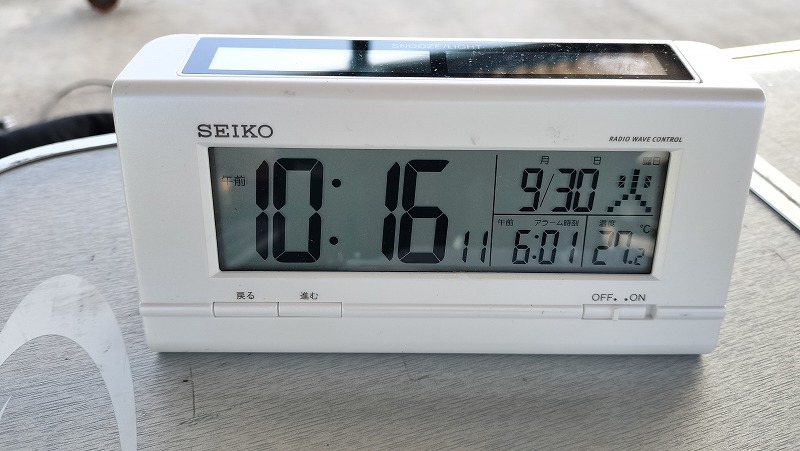 SNOOZE/LIGHT
SEIKO
RADIO WAVE CONTROL
午前 10:16 11
月 日 曜日
9/30 火
午前 アラーム時刻 温度
6:01 27.2 ℃
戻る 進む OFF ON